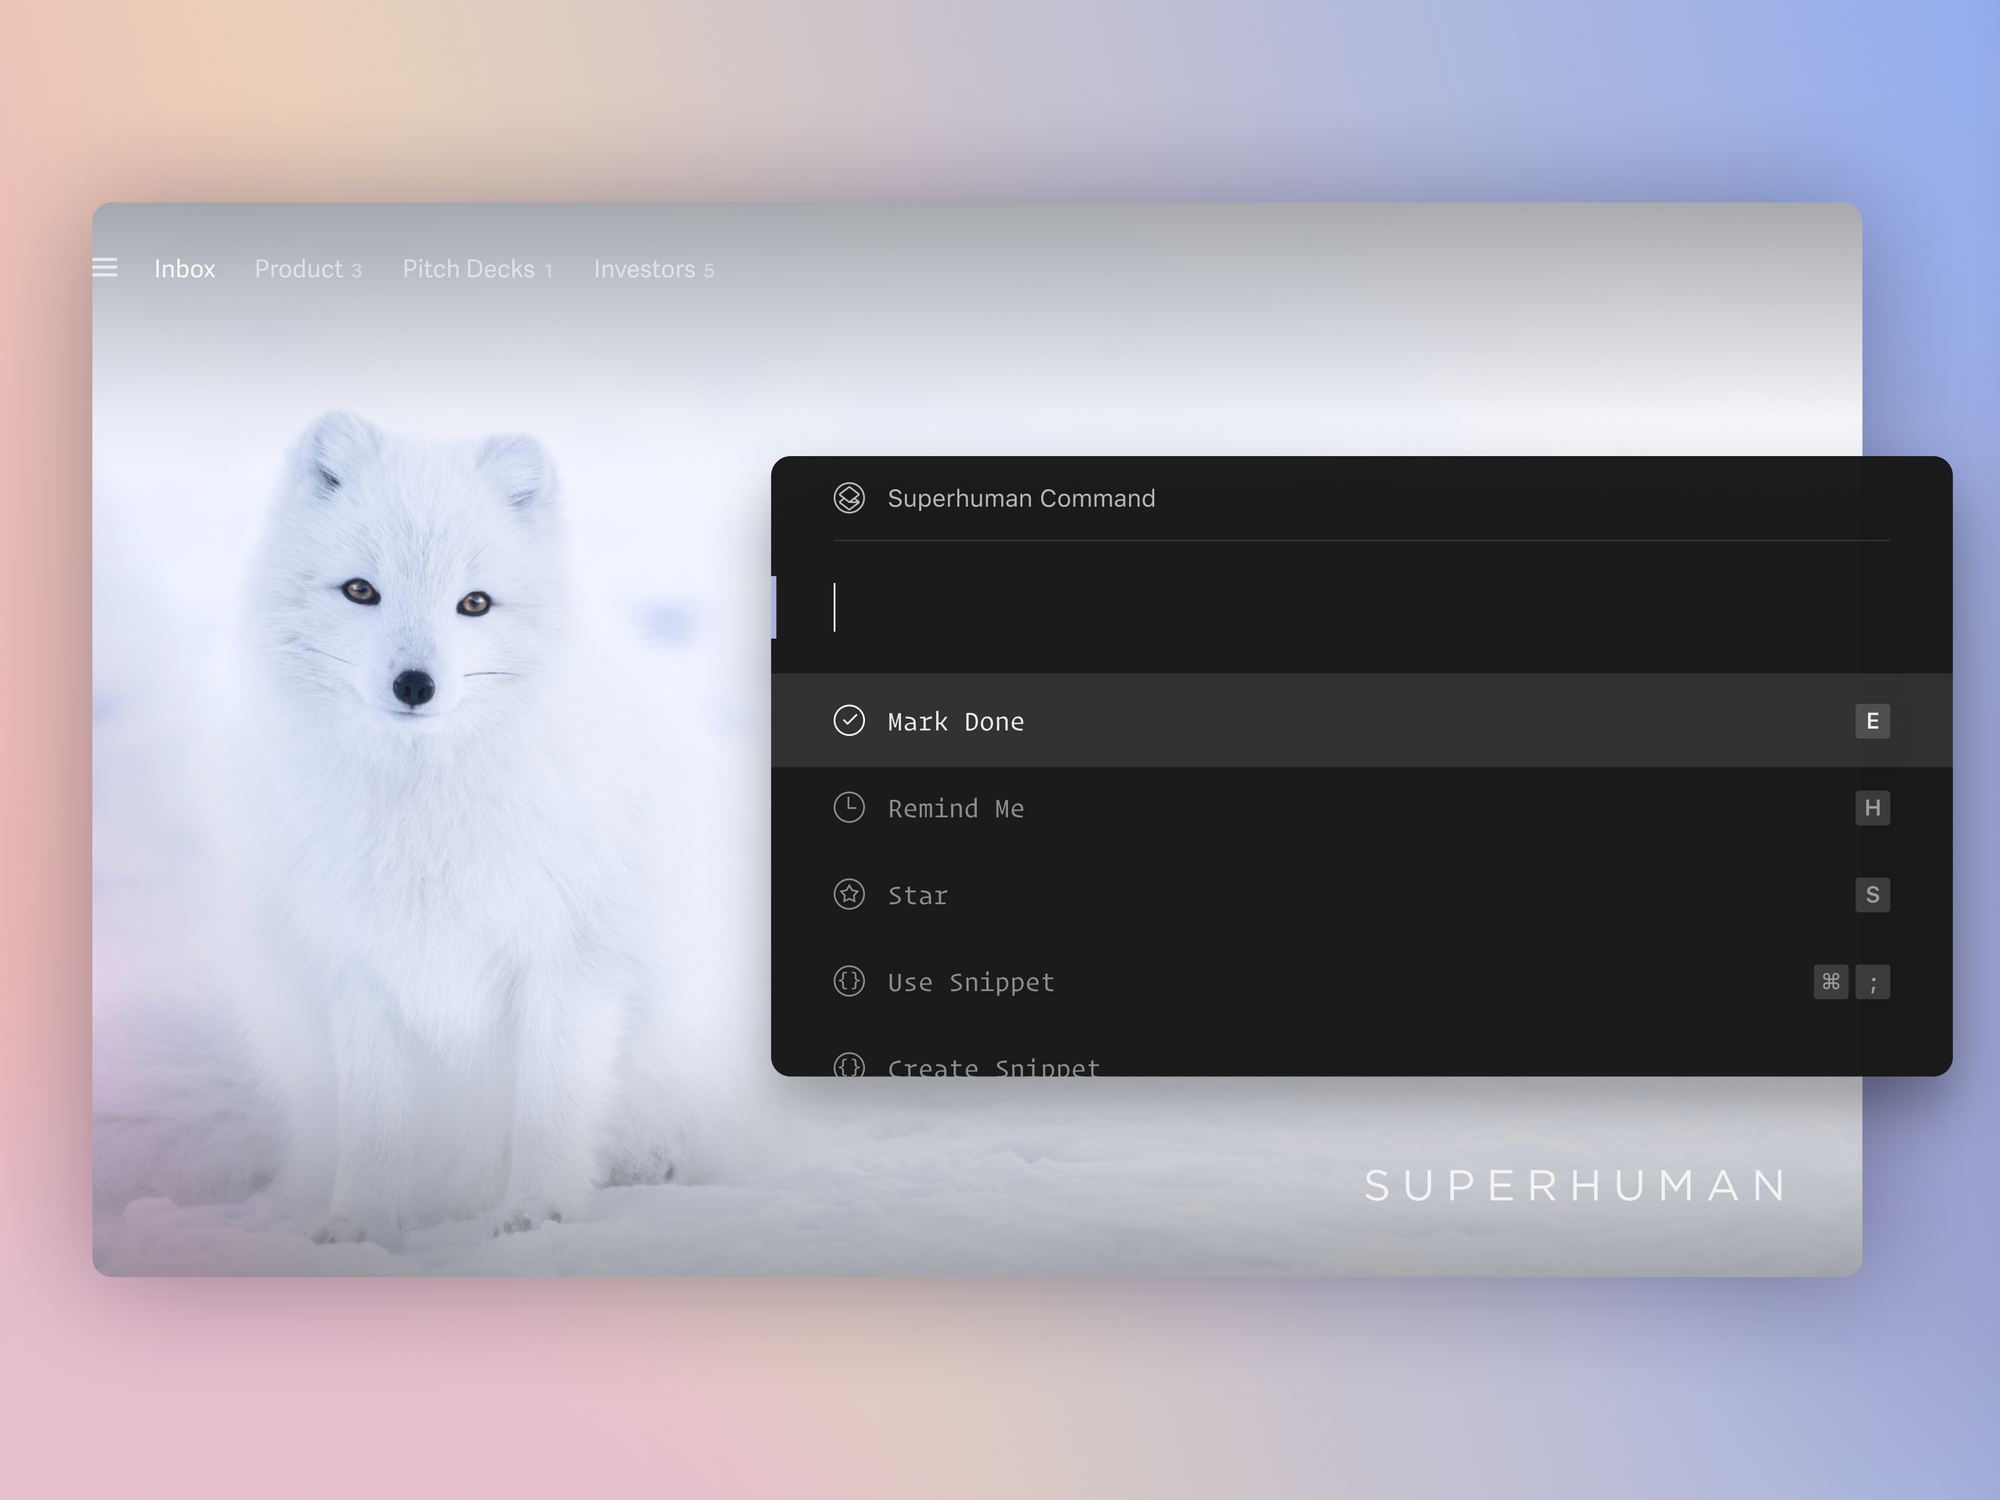 Inbox Product 3 Pitch Decks 1 Investors 5
Superhuman Command
Mark Done E
Remind Me H
Star S
Use Snippet ⌘ ;
Create Snippet
SUPERHUMAN